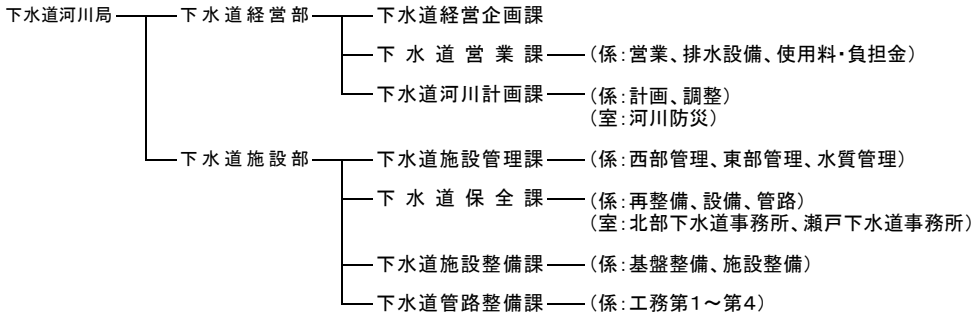 下水道河川局 下水道経営部 下水道経営企画課
下水道営業課 (係:営業、排水設備、使用料・負担金)
下水道河川計画課 (係:計画、調整)
(室:河川防災)
下水道施設部 下水道施設管理課 (係:西部管理、東部管理、水質管理)
下水道保全課 (係:再整備、設備、管路)
(室:北部下水道事務所、瀬戸下水道事務所)
下水道施設整備課 (係:基盤整備、施設整備)
下水道管路整備課 (係:工務第1~第4)